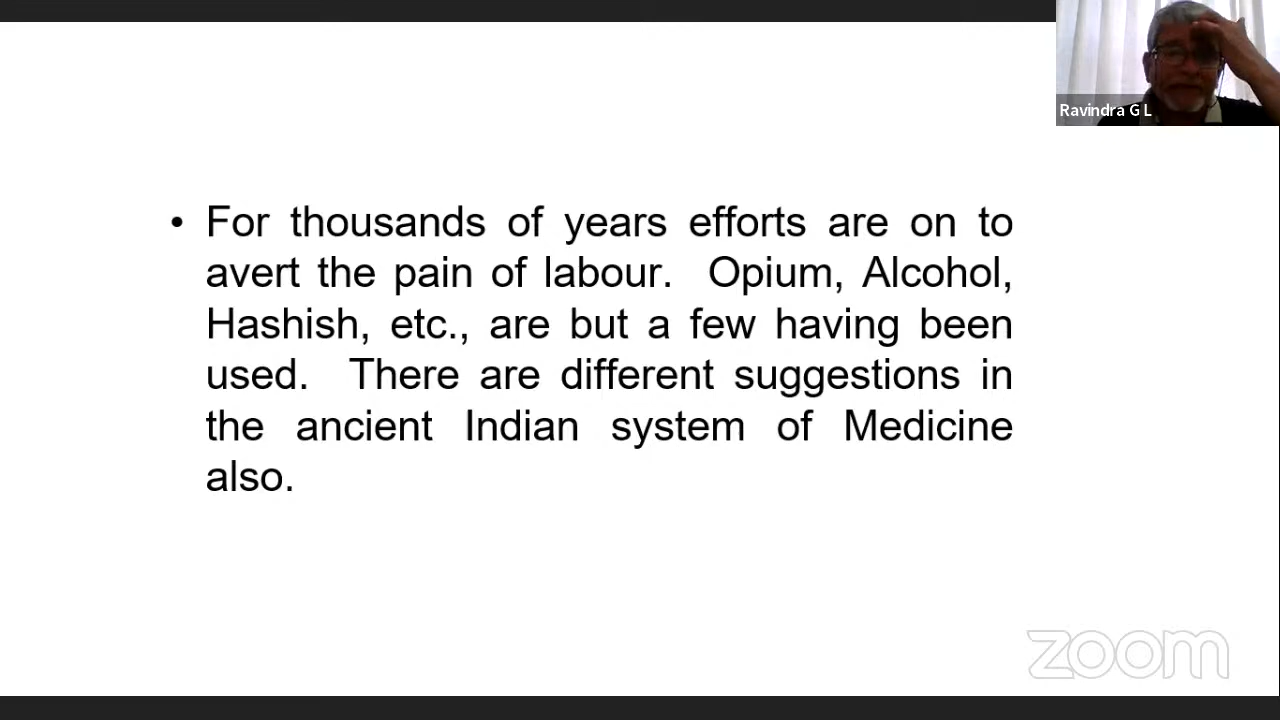 Ravindra G L
• For thousands of years efforts are on to
avert the pain of labour. Opium, Alcohol,
Hashish, etc., are but a few having been
used. There are different suggestions in
the ancient Indian system of Medicine
also.
zoom